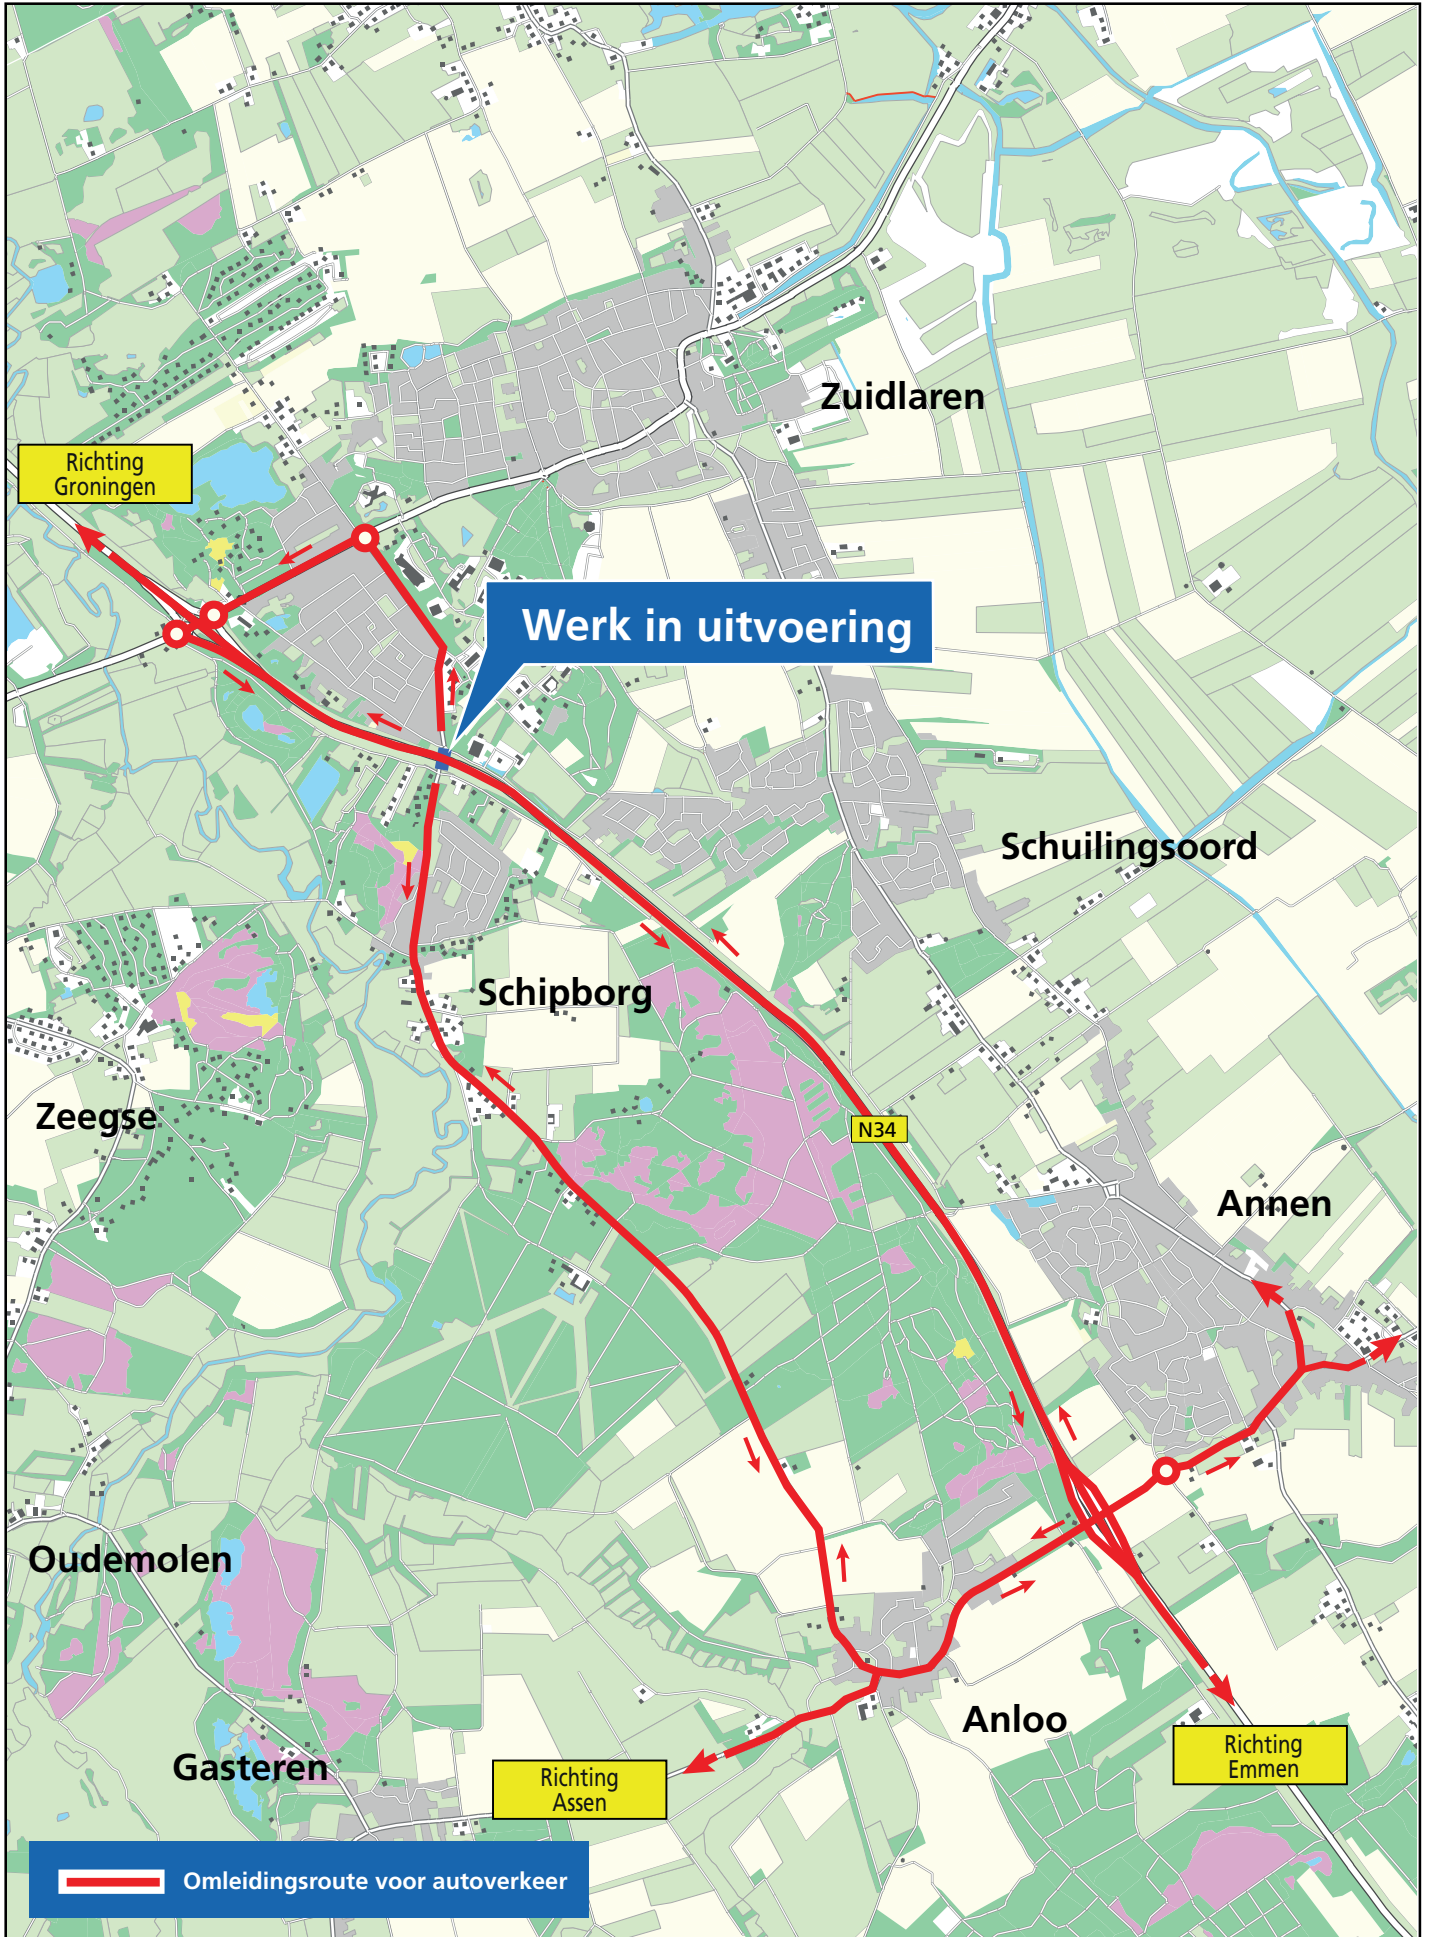 Zuidlaren
Richting
Groningen
Werk in uitvoering
Schuilingsoord
Schipborg
Zeegse
N34
Annen
Oudemolen
Anloo
Richting
Emmen
Gasteren
Richting
Assen
Omleidingsroute voor autoverkeer